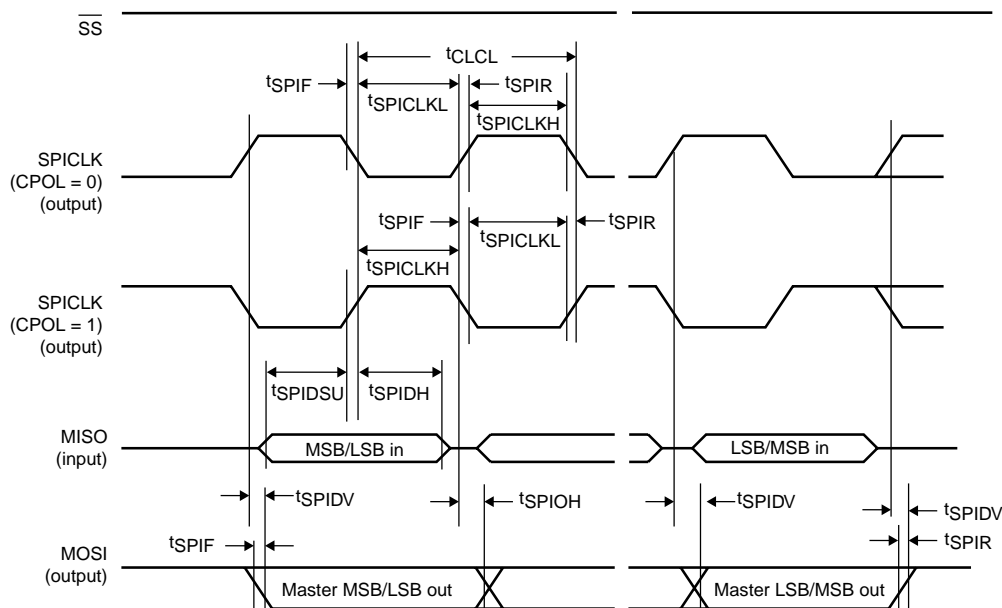 SS
tCLCL
tSPIF
tSPIR
tSPICLKL
tSPICLKH
SPICLK
(CPOL = 0)
(output)
tSPIF
tSPICLKL
tSPIR
tSPICLKH
SPICLK
(CPOL = 1)
(output)
tSPIDSU
tSPIDH
MISO
(input)
MSB/LSB in
LSB/MSB in
tSPIDV
tSPIOH
tSPIDV
tSPIDV
tSPIF
tSPIR
MOSI
(output)
Master MSB/LSB out
Master LSB/MSB out